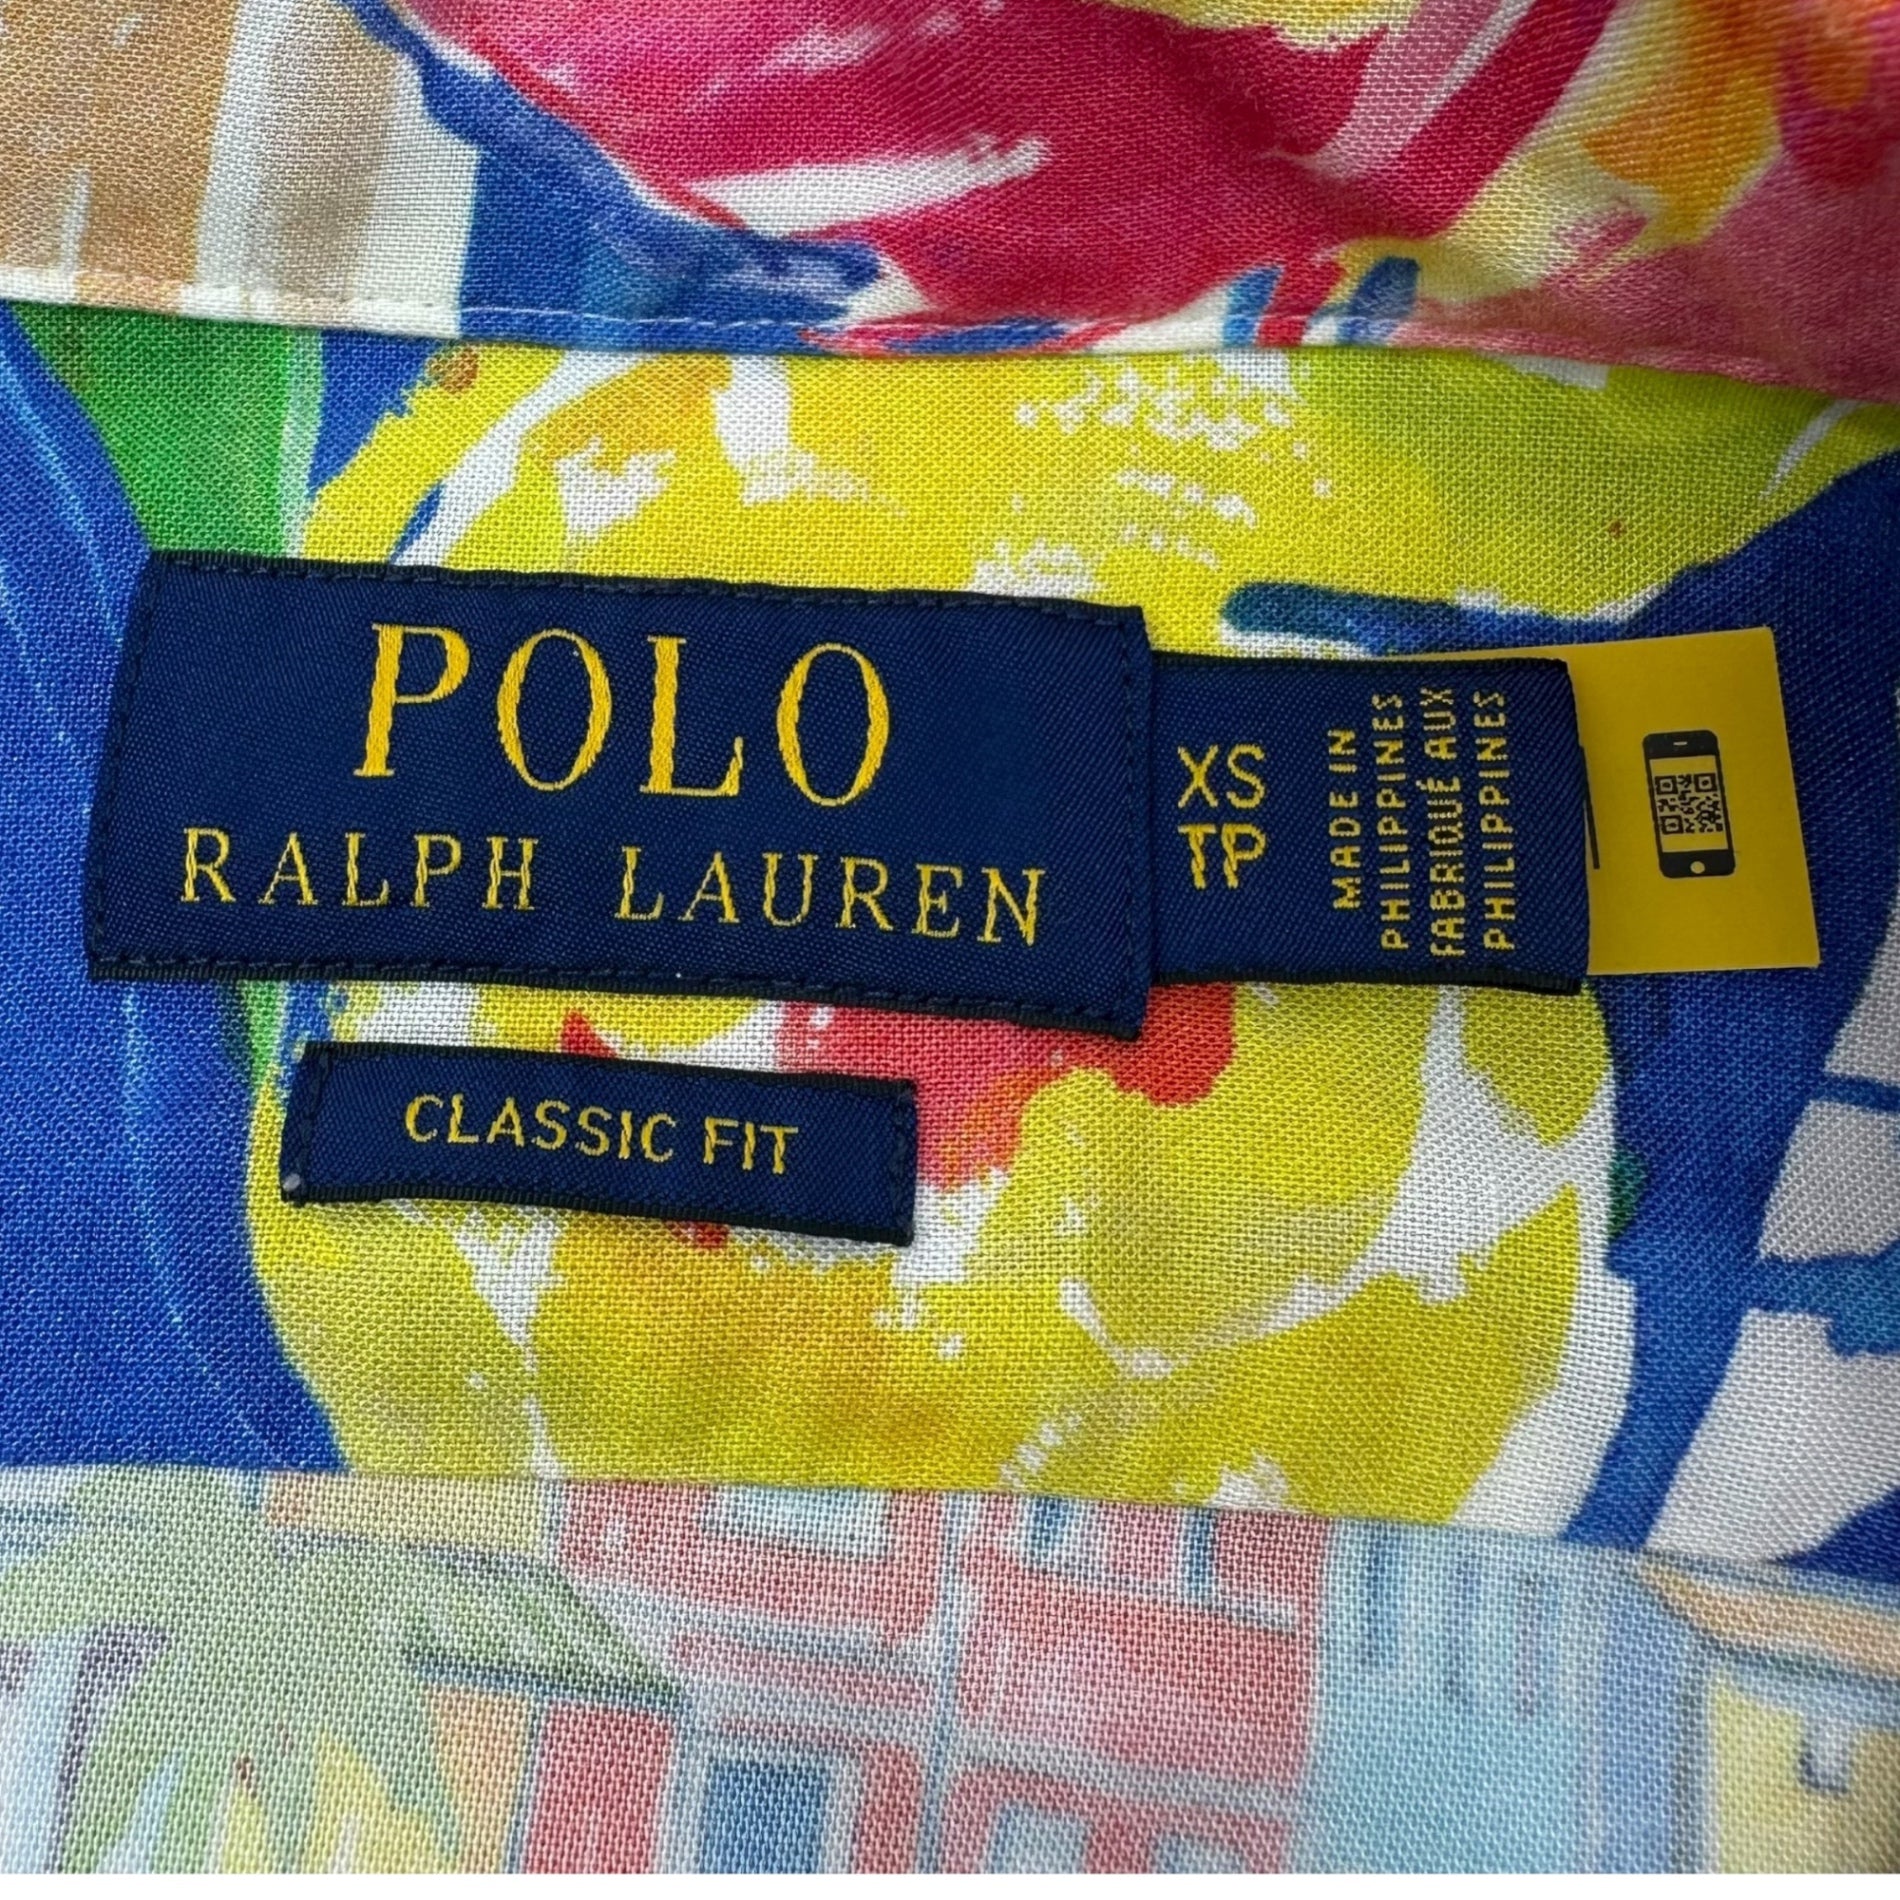 POLO
RALPH LAUREN
XS
TP
MADE IN
PHILIPPINES
FABRIQUÉ AUX
PHILIPPINES
CLASSIC FIT